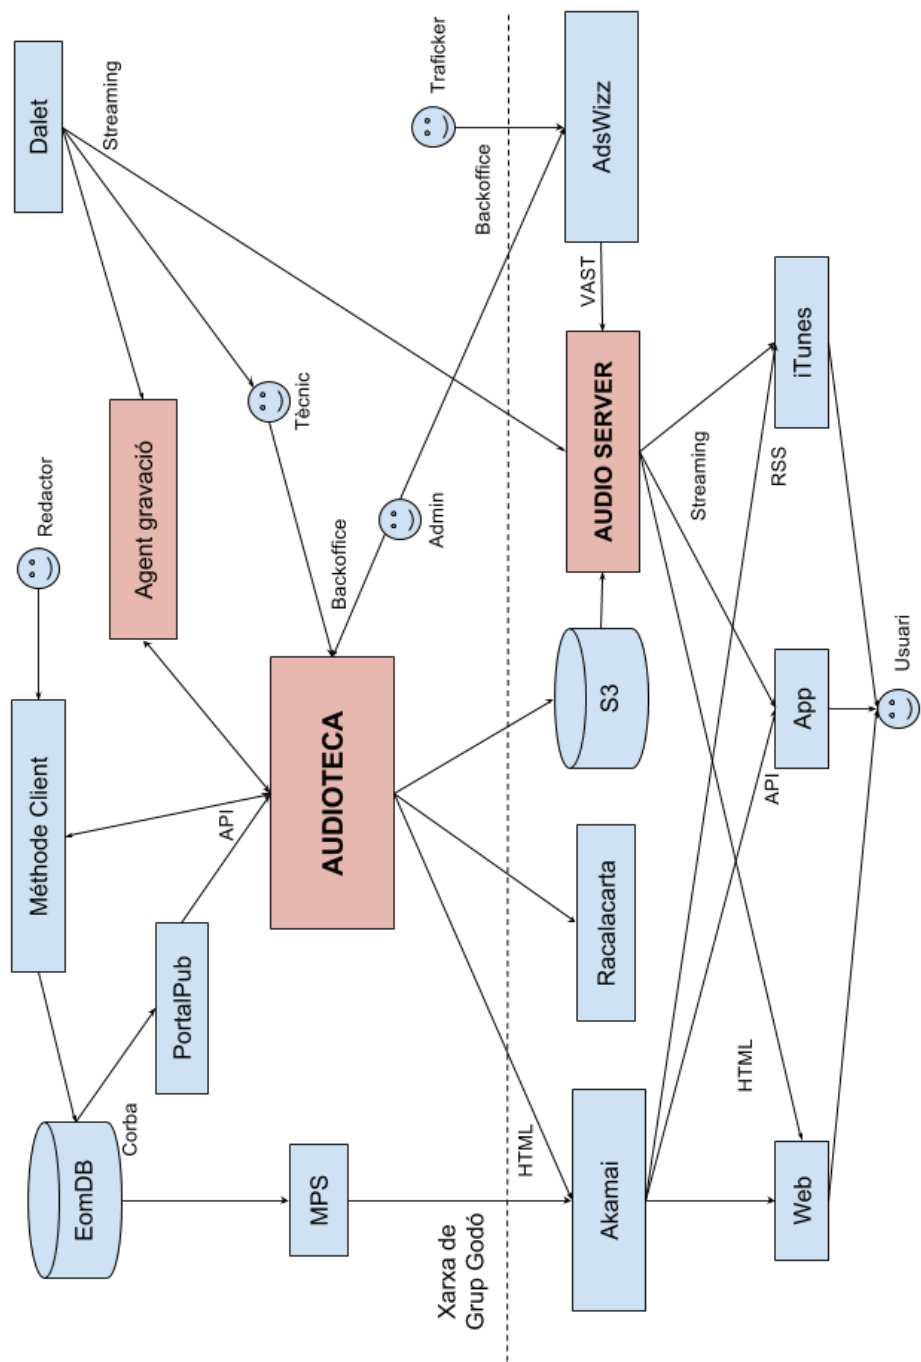 EomDB
Méthode Client
Redactor
Dalet
Streaming
Corba
Agent gravació
PortalPub
API
Tècnic
MPS
AUDIOTECA
Backoffice
Admin
Traficker
Xarxa de
Grup Godó
Backoffice
HTML
VAST
Akamai
Racalacarta
S3
AUDIO SERVER
AdsWizz
Streaming
HTML
API
RSS
Web
App
iTunes
Usuari